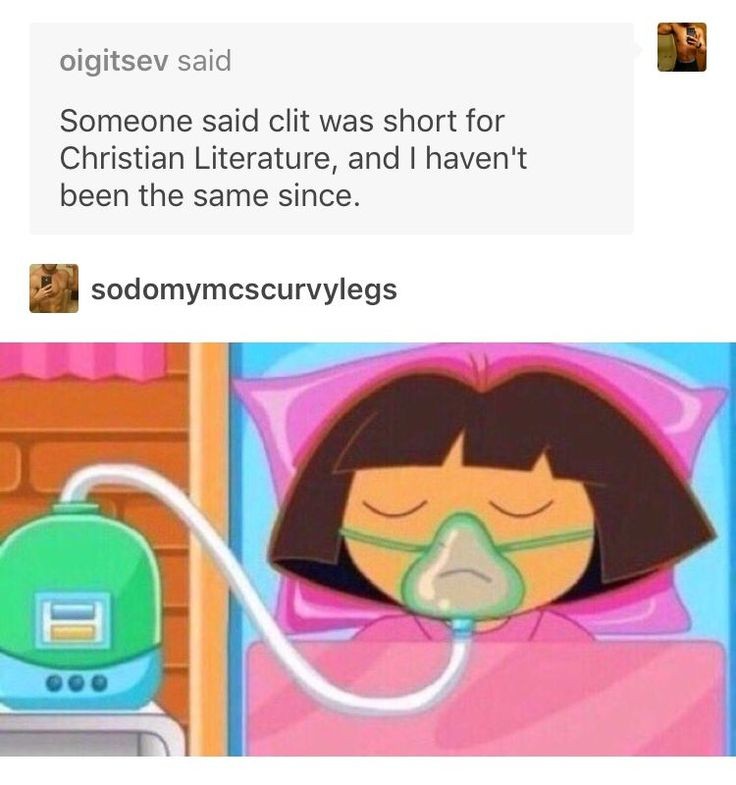 oigitsev said
Someone said clit was short for
Christian Literature, and I haven't
been the same since.
sodomymcscurvylegs